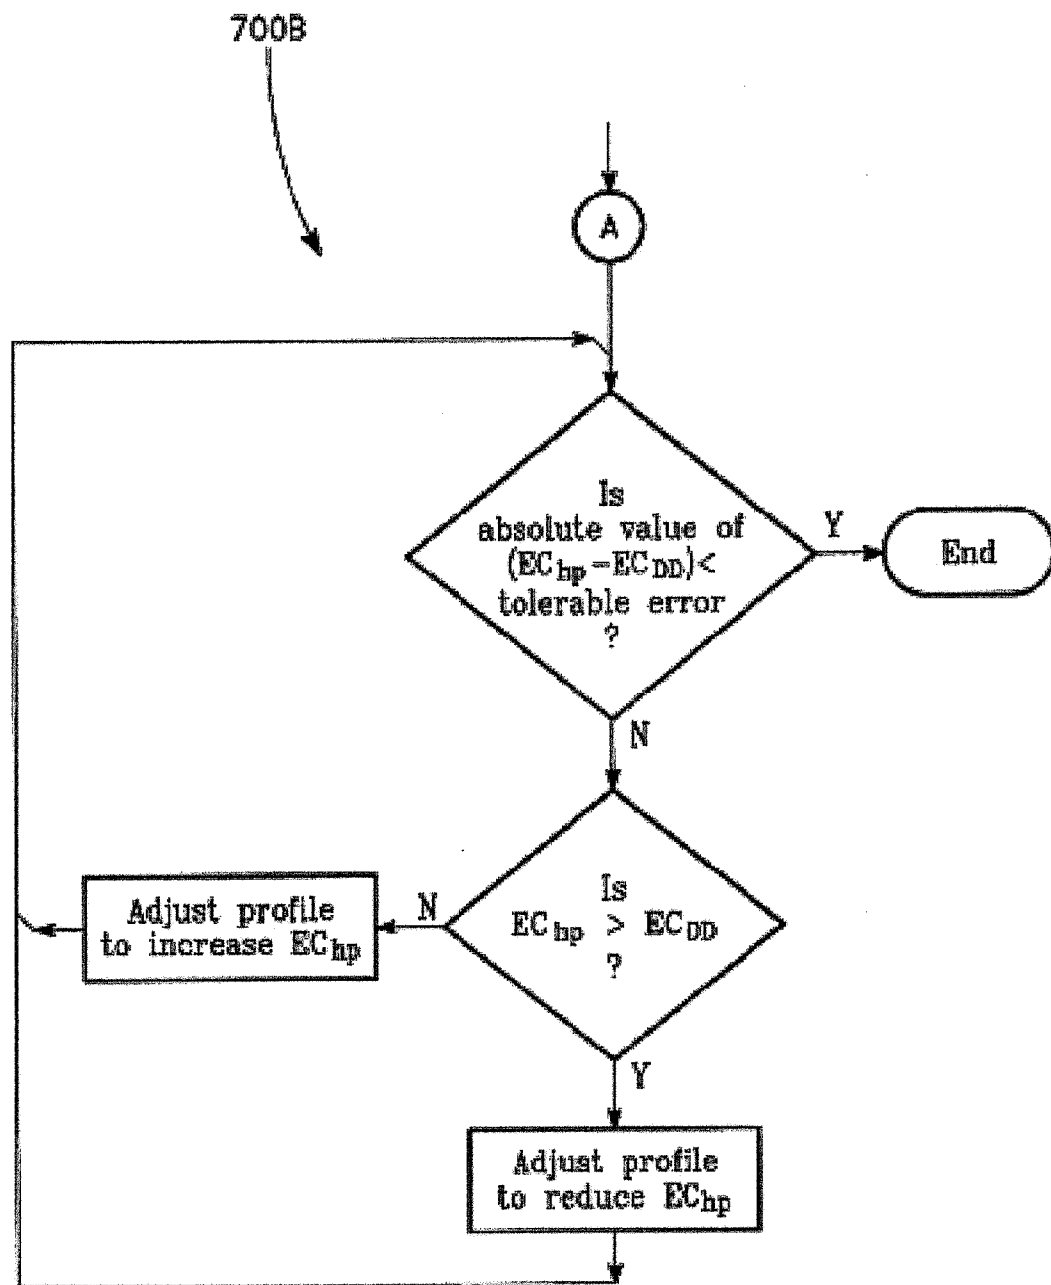 700B
A
Is
absolute value of
(EChp-ECDD)<
tolerable error
?
Y
End
N
Is
EChp > ECDD
?
N
Adjust profile
to increase EChp
Y
Adjust profile
to reduce EChp